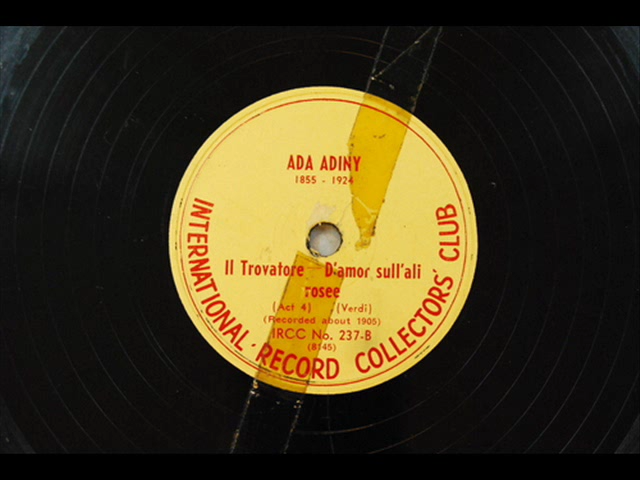 ADA ADINY
1855 - 1924
Il Trovatore D'amor sull'ali
rosee
(Act 4) (Verdi)
(Recorded about 1905)
IRCC No. 237-B
(8145)
INTERNATIONAL · RECORD COLLECTORS' CLUB